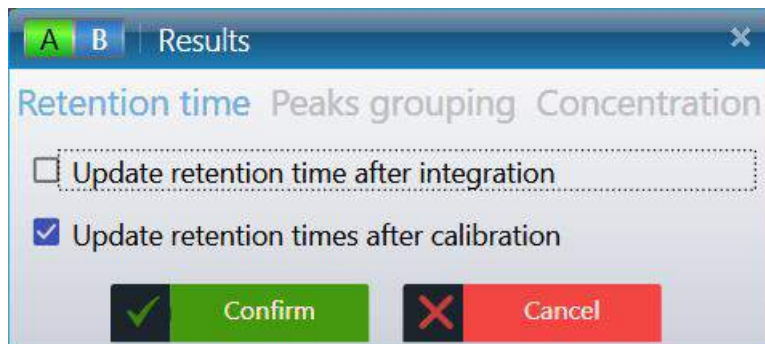 A B Results
Retention time Peaks grouping Concentration
Update retention time after integration
Update retention times after calibration
Confirm Cancel